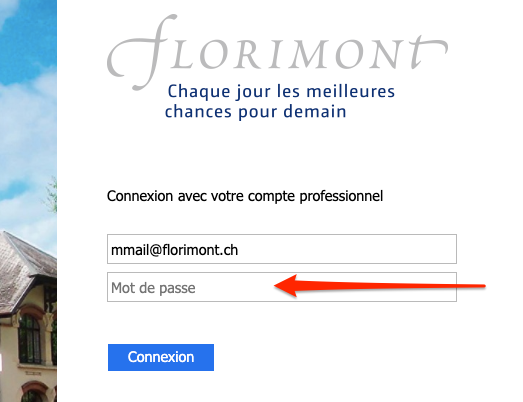 FLORIMONT
Chaque jour les meilleures
chances pour demain
Connexion avec votre compte professionnel
mmail@florimont.ch
Mot de passe
Connexion